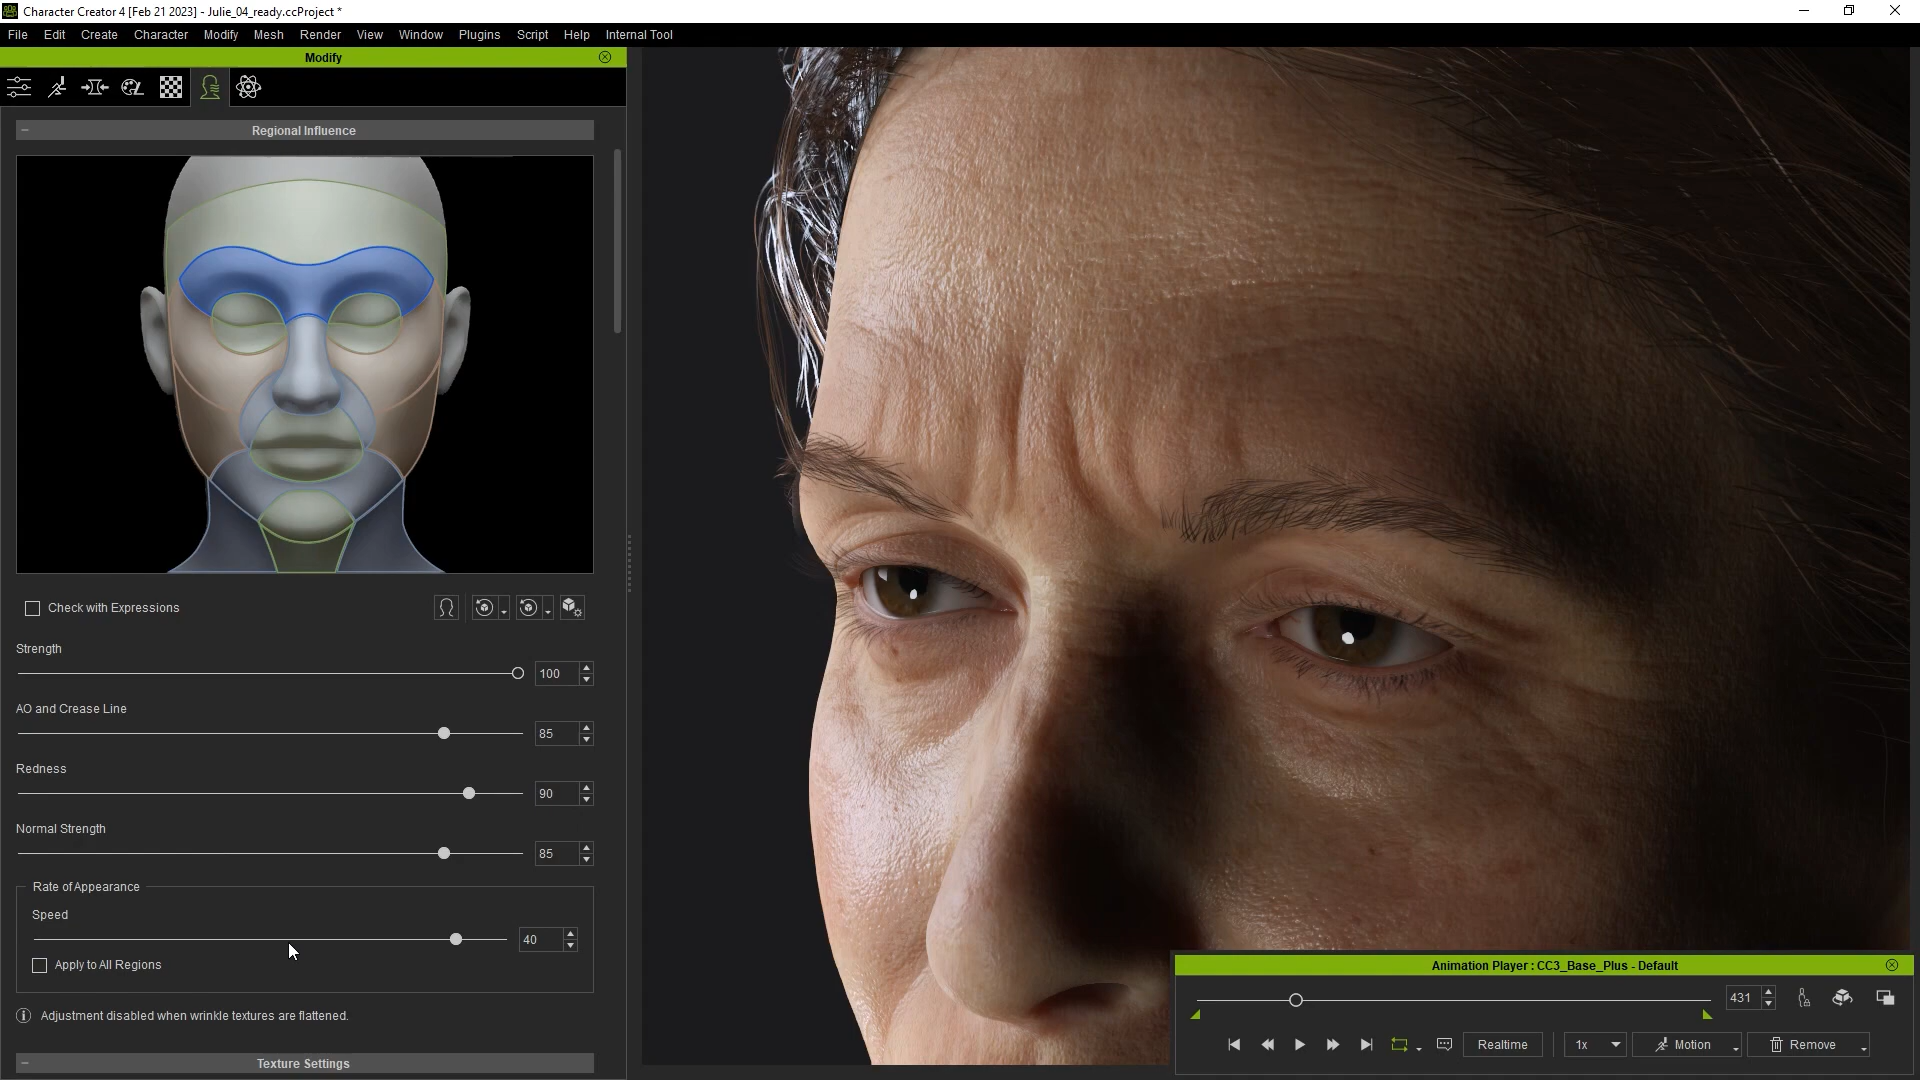 Character Creator 4 [Feb 21 2023] - Julie_04_ready.ccProject *
File Edit Create Character Modify Mesh Render View Window Plugins Script Help Internal Tool
Modify
Regional Influence
Check with Expressions
Strength
100
AO and Crease Line
85
Redness
90
Normal Strength
85
Rate of Appearance
Speed
40
Apply to All Regions
Adjustment disabled when wrinkle textures are flattened.
Texture Settings
Animation Player : CC3_Base_Plus - Default
431
Realtime 1x Motion Remove